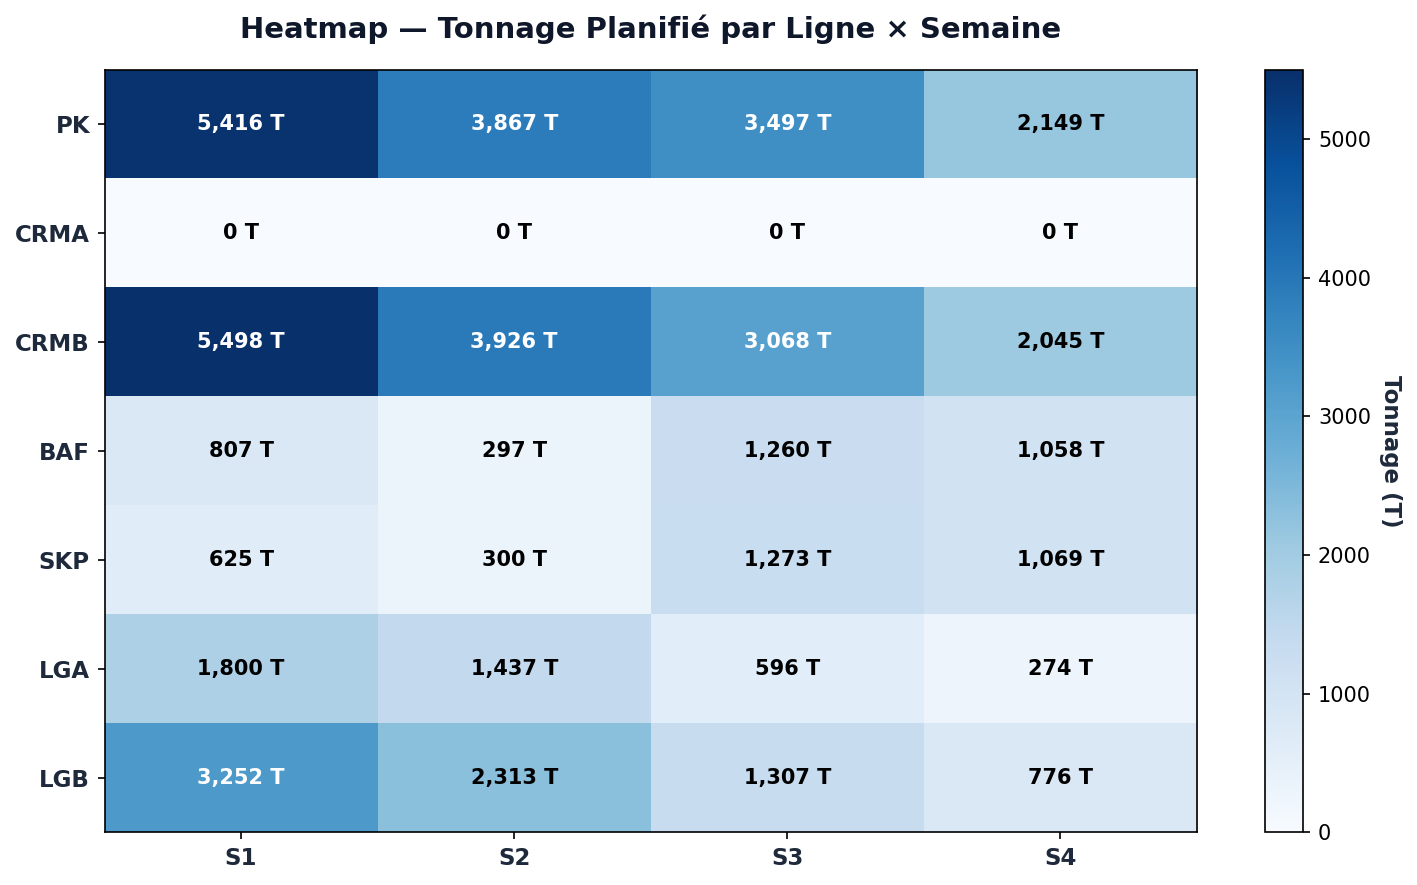 Heatmap — Tonnage Planifié par Ligne × Semaine
PK 5,416 T 3,867 T 3,497 T 2,149 T
CRMA 0 T 0 T 0 T 0 T
CRMB 5,498 T 3,926 T 3,068 T 2,045 T
BAF 807 T 297 T 1,260 T 1,058 T
SKP 625 T 300 T 1,273 T 1,069 T
LGA 1,800 T 1,437 T 596 T 274 T
LGB 3,252 T 2,313 T 1,307 T 776 T
S1 S2 S3 S4
5000
4000
3000
2000
1000
0
Tonnage (T)